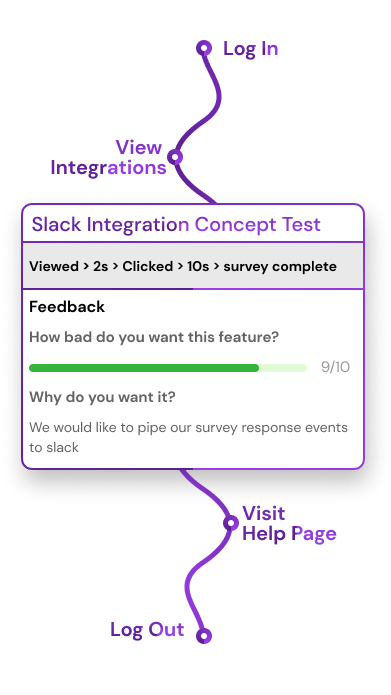 Log In
View
Integrations
Slack Integration Concept Test
Viewed > 2s > Clicked > 10s > survey complete
Feedback
How bad do you want this feature?
9/10
Why do you want it?
We would like to pipe our survey response events
to slack
Visit
Help Page
Log Out